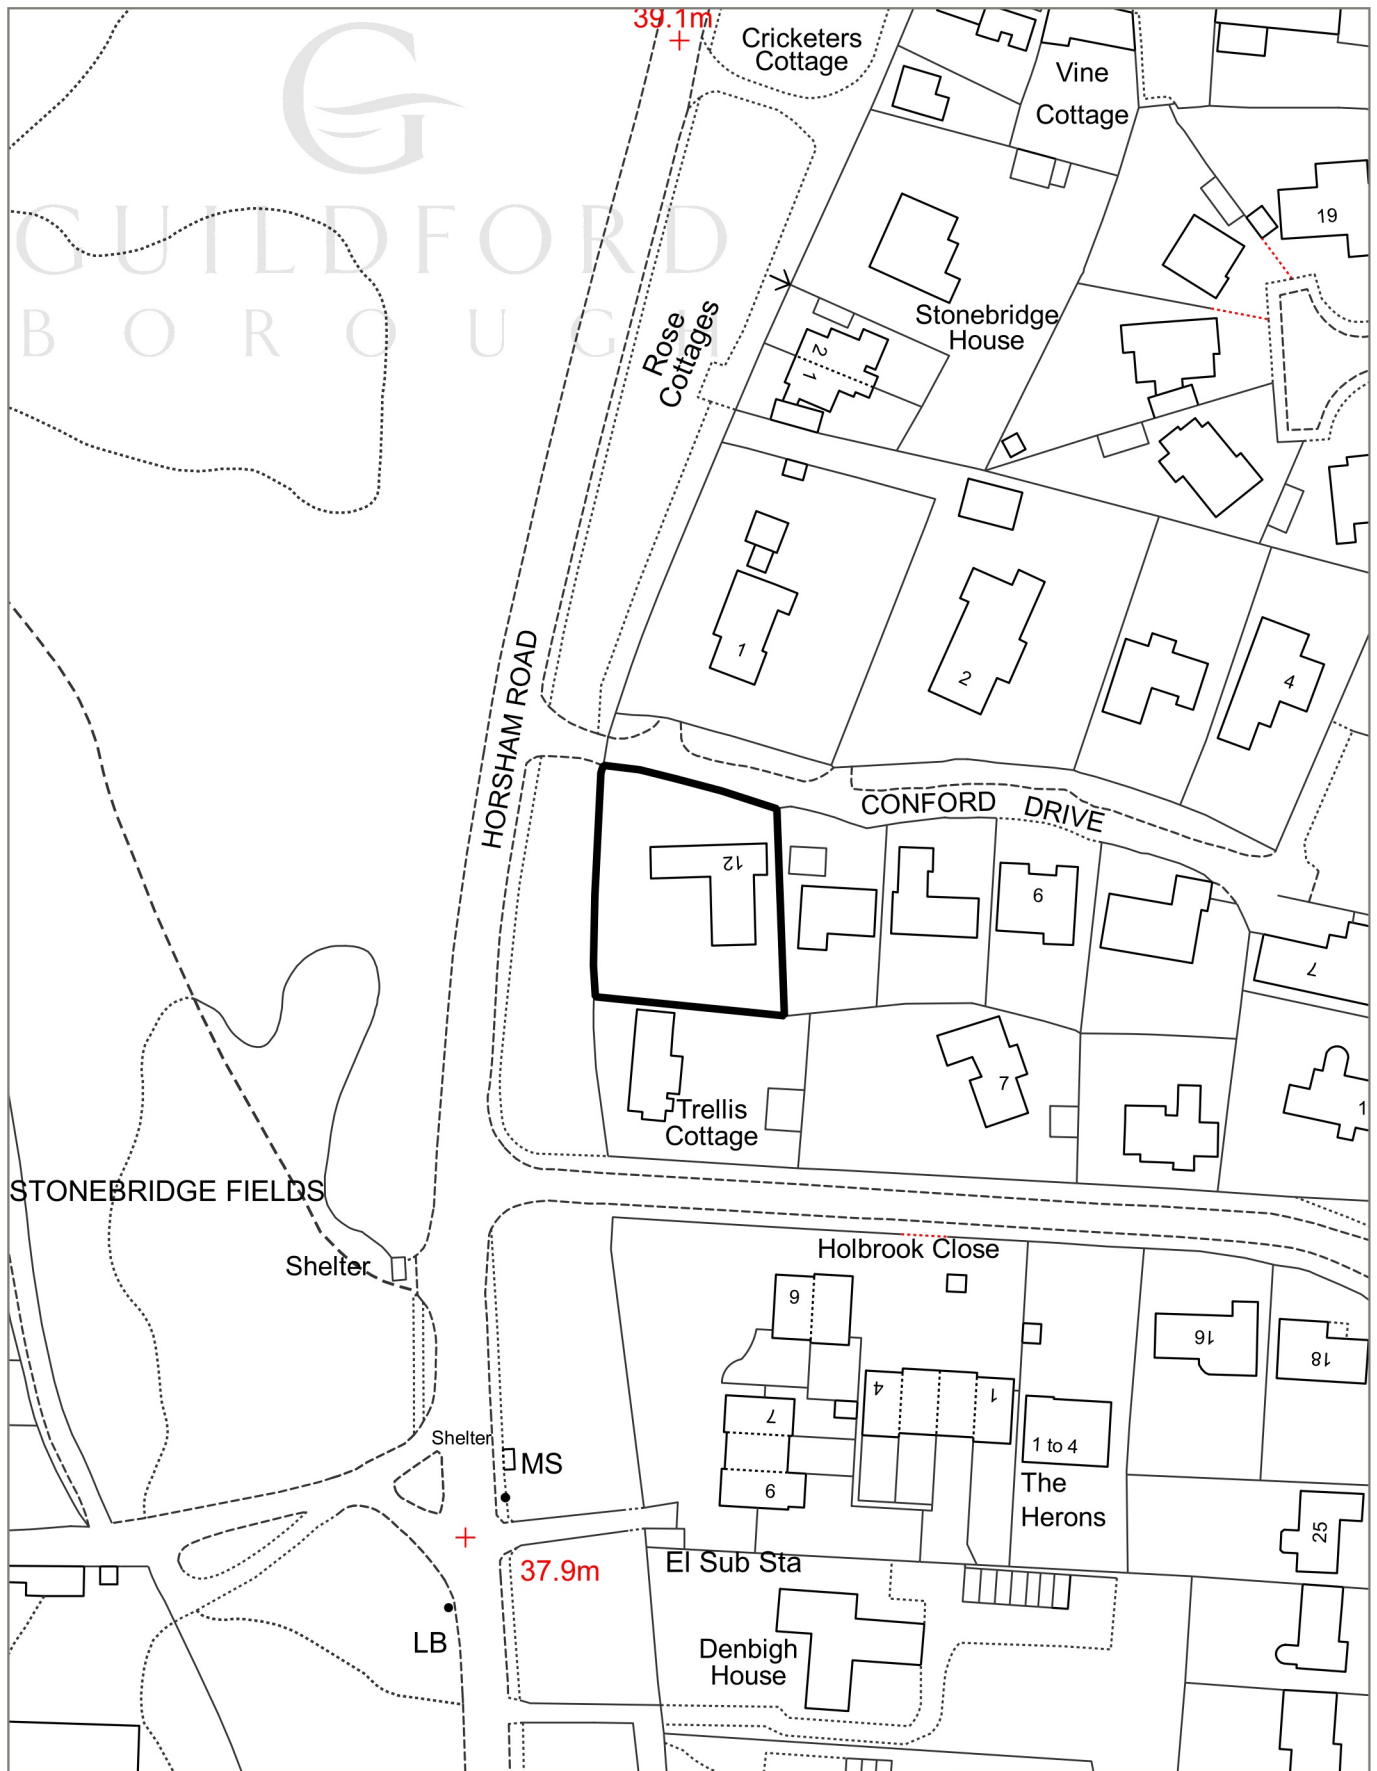 39.1m
Cricketers
Cottage
Vine
Cottage
GUILDFORD
BOROUGH
19
Rose
Cottages
2
1
Stonebridge
House
1
2
4
HORSHAM ROAD
CONFORD DRIVE
12
9
7
7
1
Trellis
Cottage
STONEBRIDGE FIELDS
Shelter
Holbrook Close
6
16
18
4
1
7
9
1 to 4
Shelter
MS
The
Herons
25
El Sub Sta
37.9m
LB
Denbigh
House